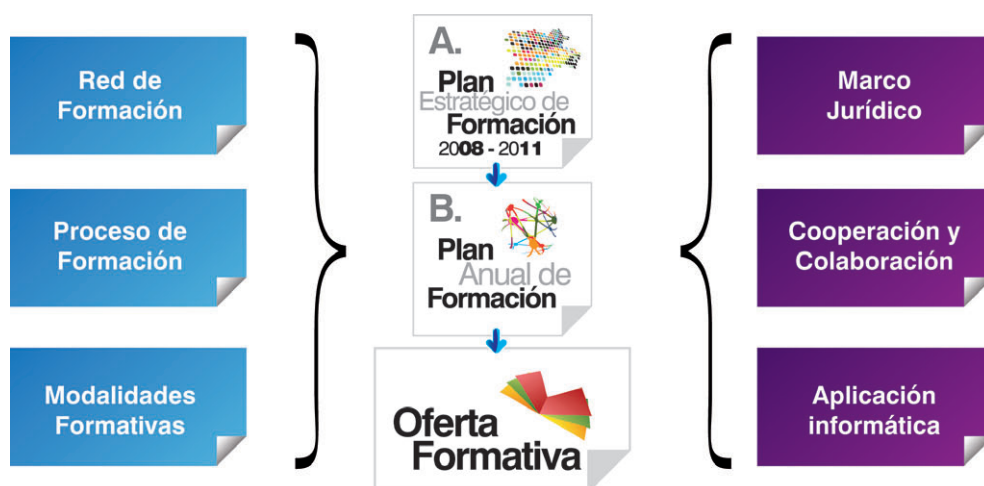 Red de
Formación
Proceso de
Formación
Modalidades
Formativas
A.
Plan
Estratégico de
Formación
2008 - 2011
B.
Plan
Anual de
Formación
Oferta
Formativa
Marco
Jurídico
Cooperación y
Colaboración
Aplicación
informática